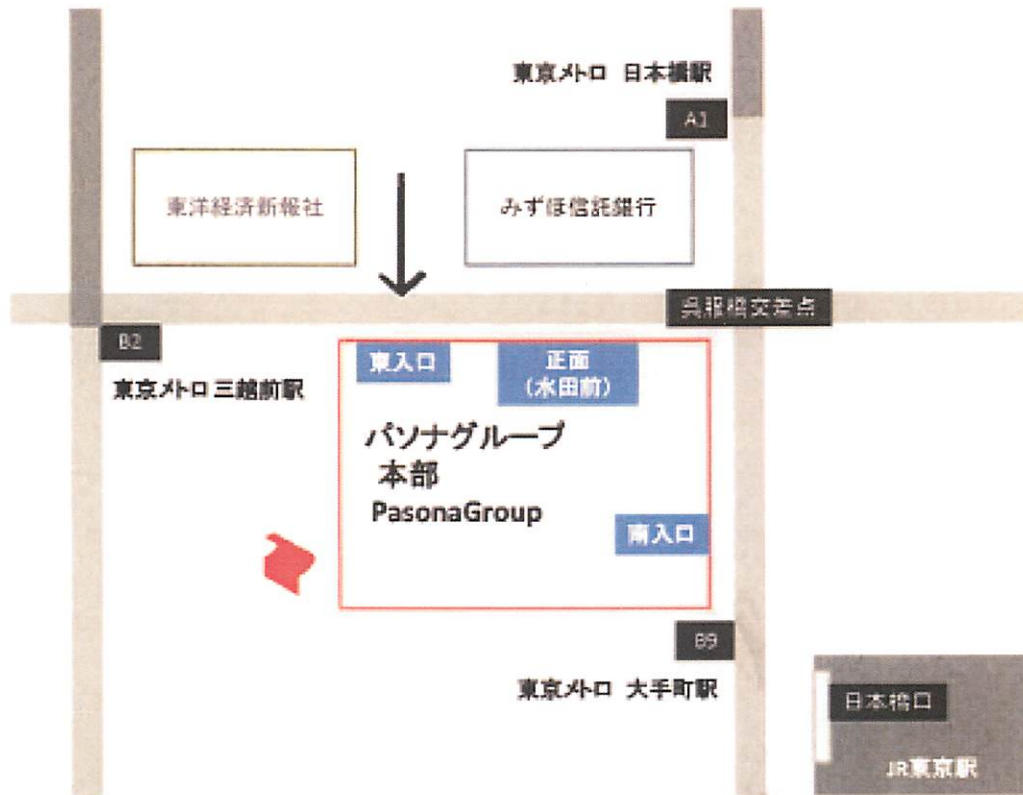 東京メトロ 日本橋駅
A1
東洋経済新報社
みずほ信託銀行
呉服橋交差点
B2
東京メトロ 三越前駅
東入口
正面
(水田前)
パソナグループ
本部
PasonaGroup
南入口
B9
東京メトロ 大手町駅
日本橋口
JR東京駅